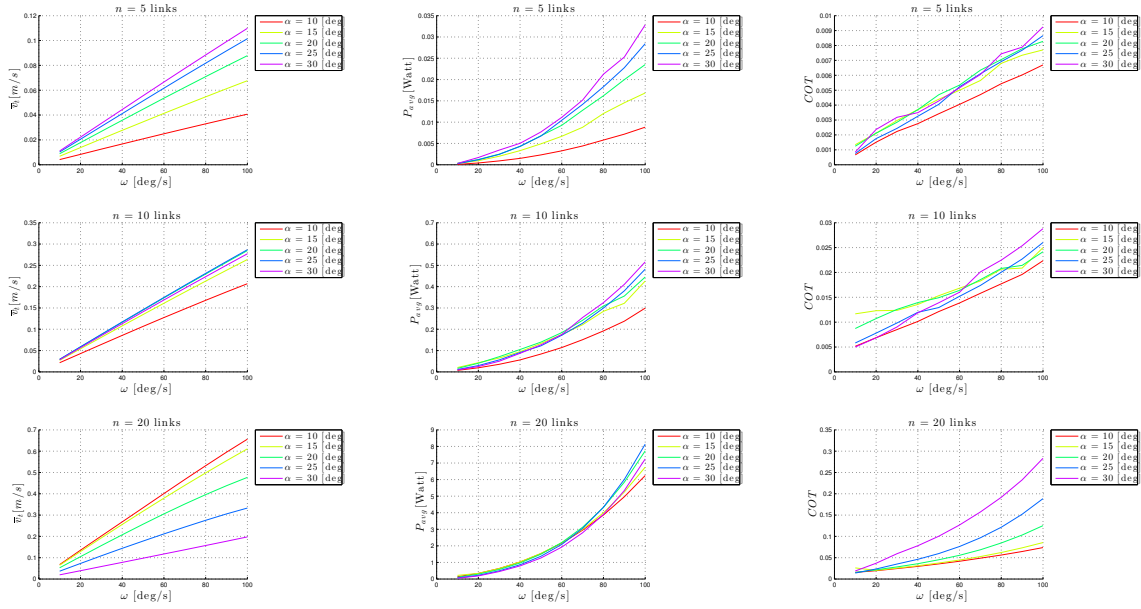 n = 5 links
0.12
0.1
0.08
0.06
0.04
0.02
0
v̅t[m/s]
0 20 40 60 80 100
ω [deg/s]
α = 10 [deg
α = 15 [deg
α = 20 [deg
α = 25 [deg
α = 30 [deg
n = 5 links
0.035
0.03
0.025
0.02
0.015
0.01
0.005
0
Pavg[Watt]
0 20 40 60 80 100
ω [deg/s]
α = 10 [deg
α = 15 [deg
α = 20 [deg
α = 25 [deg
α = 30 [deg
n = 5 links
0.01
0.009
0.008
0.007
0.006
0.005
0.004
0.003
0.002
0.001
0
COT
0 20 40 60 80 100
ω [deg/s]
α = 10 [deg
α = 15 [deg
α = 20 [deg
α = 25 [deg
α = 30 [deg
n = 10 links
0.35
0.3
0.25
0.2
0.15
0.1
0.05
0
v̅t[m/s]
0 20 40 60 80 100
ω [deg/s]
α = 10 [deg
α = 15 [deg
α = 20 [deg
α = 25 [deg
α = 30 [deg
n = 10 links
0.7
0.6
0.5
0.4
0.3
0.2
0.1
0
Pavg[Watt]
0 20 40 60 80 100
ω [deg/s]
α = 10 [deg
α = 15 [deg
α = 20 [deg
α = 25 [deg
α = 30 [deg
n = 10 links
0.03
0.025
0.02
0.015
0.01
0.005
0
COT
0 20 40 60 80 100
ω [deg/s]
α = 10 [deg
α = 15 [deg
α = 20 [deg
α = 25 [deg
α = 30 [deg
n = 20 links
0.7
0.6
0.5
0.4
0.3
0.2
0.1
0
v̅t[m/s]
0 20 40 60 80 100
ω [deg/s]
α = 10 [deg
α = 15 [deg
α = 20 [deg
α = 25 [deg
α = 30 [deg
n = 20 links
9
8
7
6
5
4
3
2
1
0
Pavg[Watt]
0 20 40 60 80 100
ω [deg/s]
α = 10 [deg
α = 15 [deg
α = 20 [deg
α = 25 [deg
α = 30 [deg
n = 20 links
0.35
0.3
0.25
0.2
0.15
0.1
0.05
0
COT
0 20 40 60 80 100
ω [deg/s]
α = 10 [deg
α = 15 [deg
α = 20 [deg
α = 25 [deg
α = 30 [deg